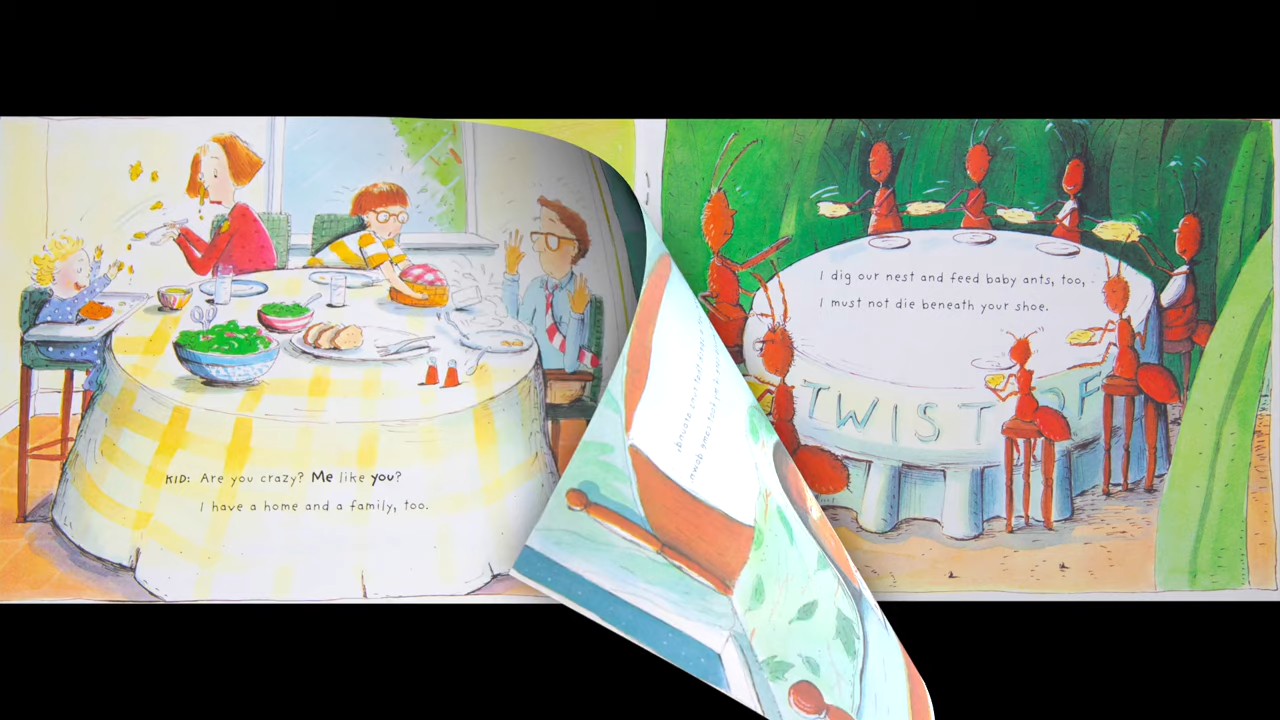 KID: Are you crazy? Me like you?
I have a home and a family, too.
I dig our nest and feed baby ants, too,
I must not die beneath your shoe.
TWIST OF